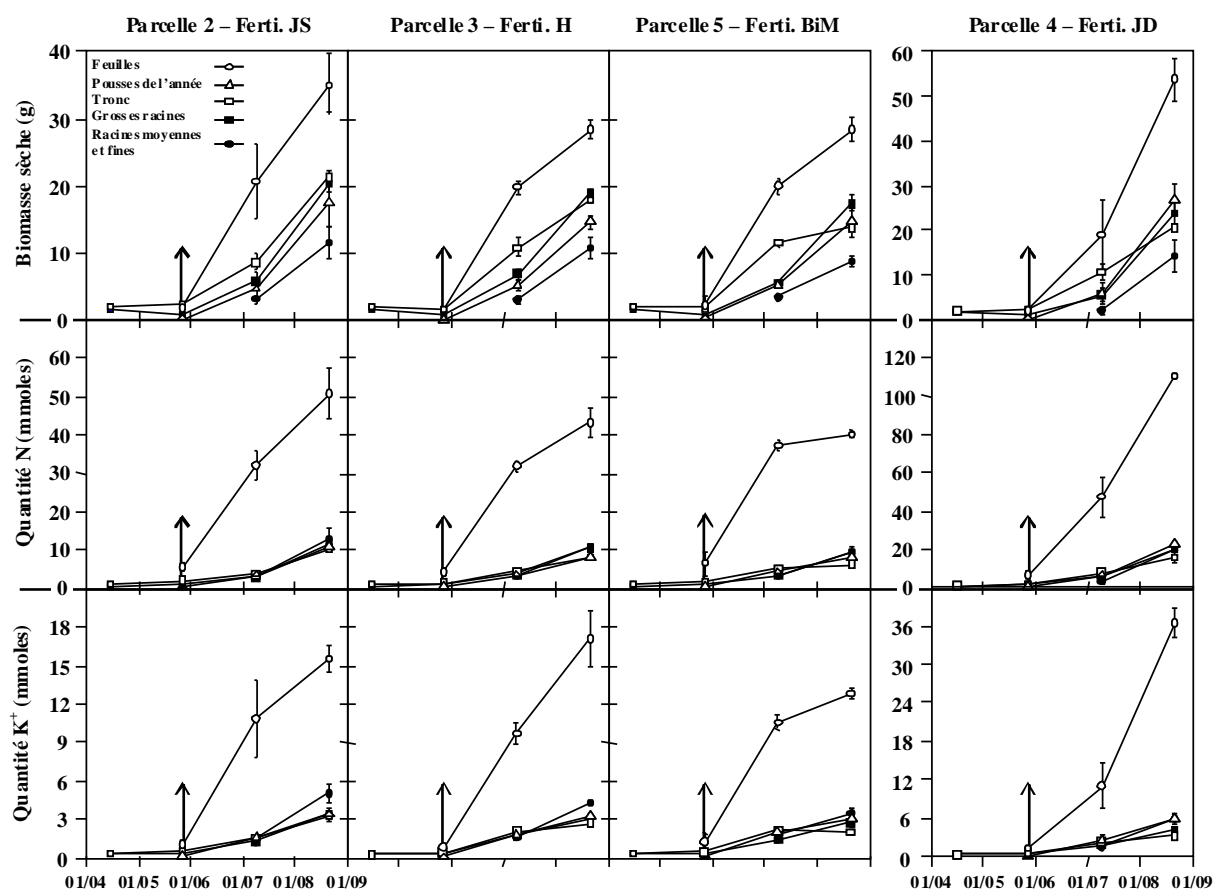 Parcelle 2 – Ferti. JS
Parcelle 3 – Ferti. H
Parcelle 5 – Ferti. BiM
Parcelle 4 – Ferti. JD
Biomasse sèche (g)
40
30
20
10
0
Feuilles
Pousses de l'année
Tronc
Grosses racines
Racines moyennes
et fines
60
50
40
30
20
10
0
Quantité N (mmoles)
60
50
40
30
20
10
0
120
100
80
60
40
20
0
Quantité K+ (mmoles)
18
15
12
9
6
3
0
36
30
24
18
12
6
0
01/04 01/05 01/06 01/07 01/08 01/09
01/04 01/05 01/06 01/07 01/08 01/09